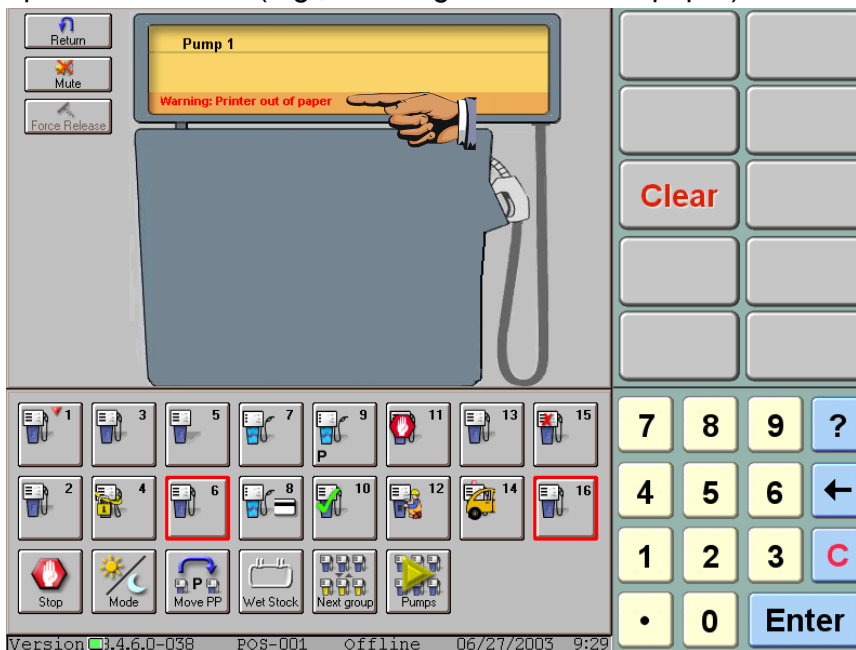 Return
Pump 1
Mute
Warning: Printer out of paper
Force Release
Clear
1 3 5 7 9 11 13 15
P
2 4 6 8 10 12 14 16
7 8 9 ?
4 5 6 ←
1 2 3 C
• 0 Enter
P
Stop Mode Move PP Wet Stock Next group Pumps
3.4.6.0-038 POS-001 Offline 06/27/2003 9:29
Version